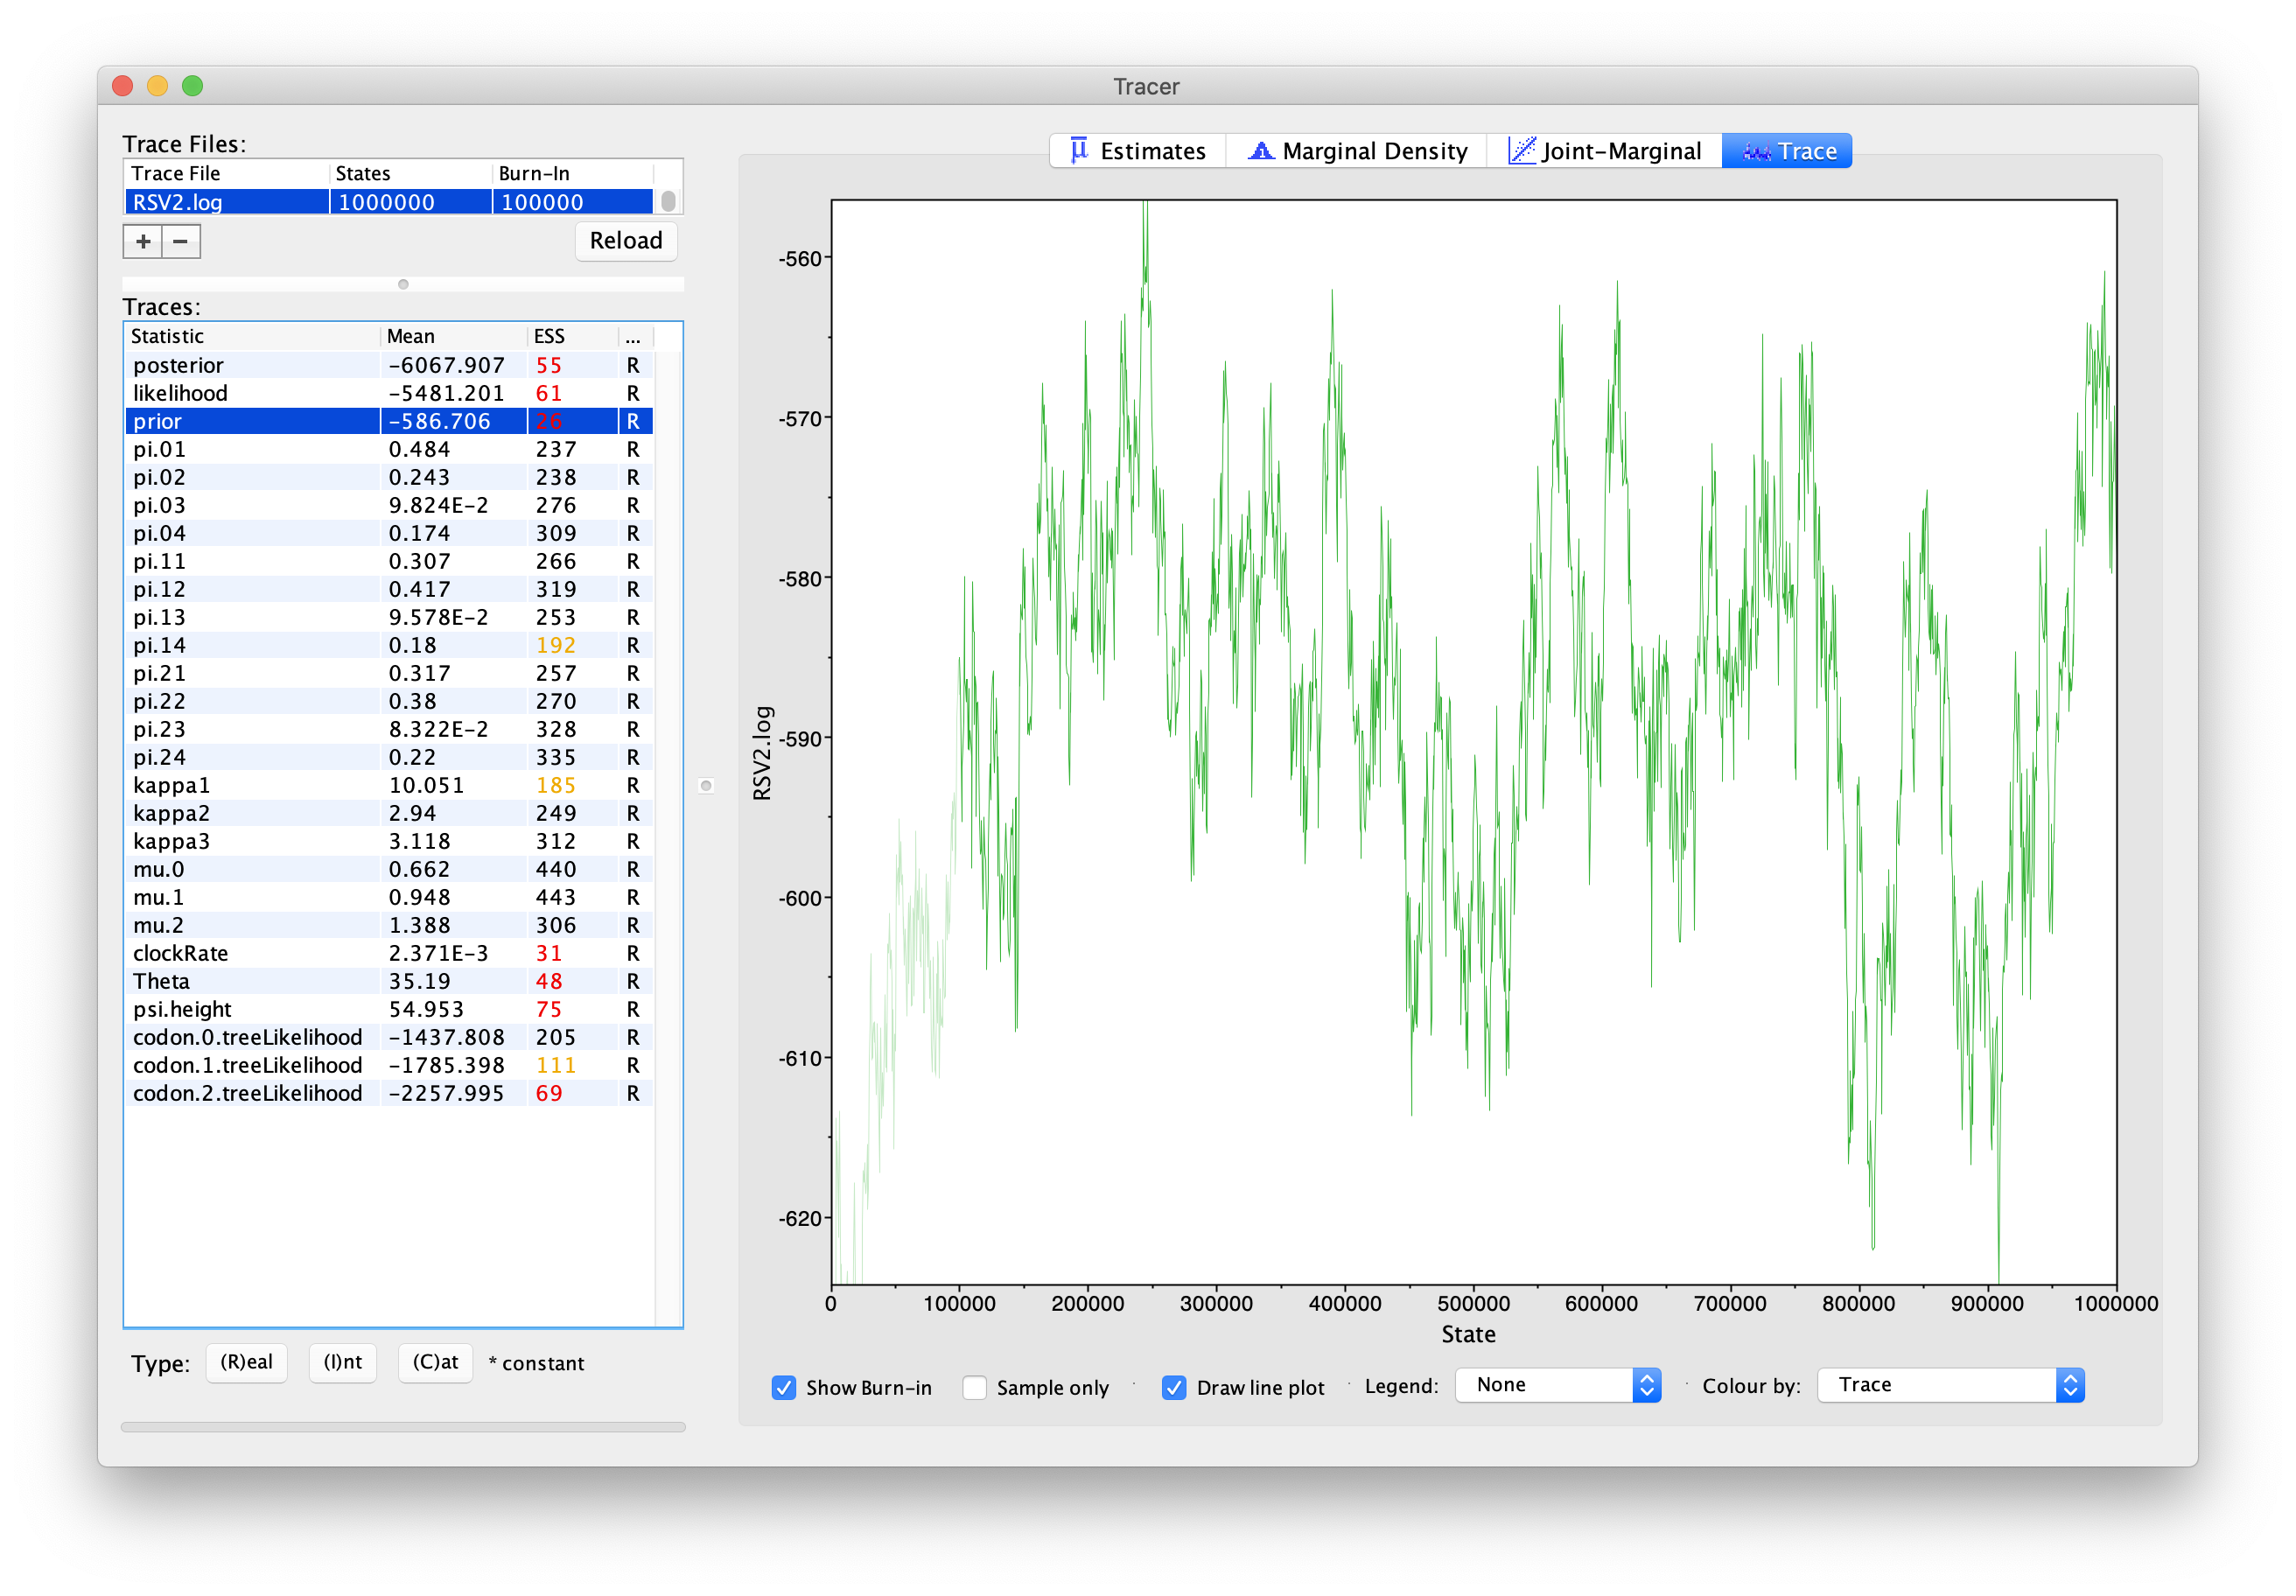 Tracer
Trace Files:
Trace File States Burn-In
RSV2.log 1000000 100000
+ − Reload
Traces:
Statistic Mean ESS ...
posterior -6067.907 55 R
likelihood -5481.201 61 R
prior -586.706 26 R
pi.01 0.484 237 R
pi.02 0.243 238 R
pi.03 9.824E-2 276 R
pi.04 0.174 309 R
pi.11 0.307 266 R
pi.12 0.417 319 R
pi.13 9.578E-2 253 R
pi.14 0.18 192 R
pi.21 0.317 257 R
pi.22 0.38 270 R
pi.23 8.322E-2 328 R
pi.24 0.22 335 R
kappa1 10.051 185 R
kappa2 2.94 249 R
kappa3 3.118 312 R
mu.0 0.662 440 R
mu.1 0.948 443 R
mu.2 1.388 306 R
clockRate 2.371E-3 31 R
Theta 35.19 48 R
psi.height 54.953 75 R
codon.0.treeLikelihood -1437.808 205 R
codon.1.treeLikelihood -1785.398 111 R
codon.2.treeLikelihood -2257.995 69 R
Type: (R)eal (I)nt (C)at * constant
Estimates Marginal Density Joint-Marginal Trace
-560
-570
-580
-590
-600
-610
-620
RSV2.log
0 100000 200000 300000 400000 500000 600000 700000 800000 900000 1000000
State
Show Burn-in Sample only Draw line plot Legend: None Colour by: Trace